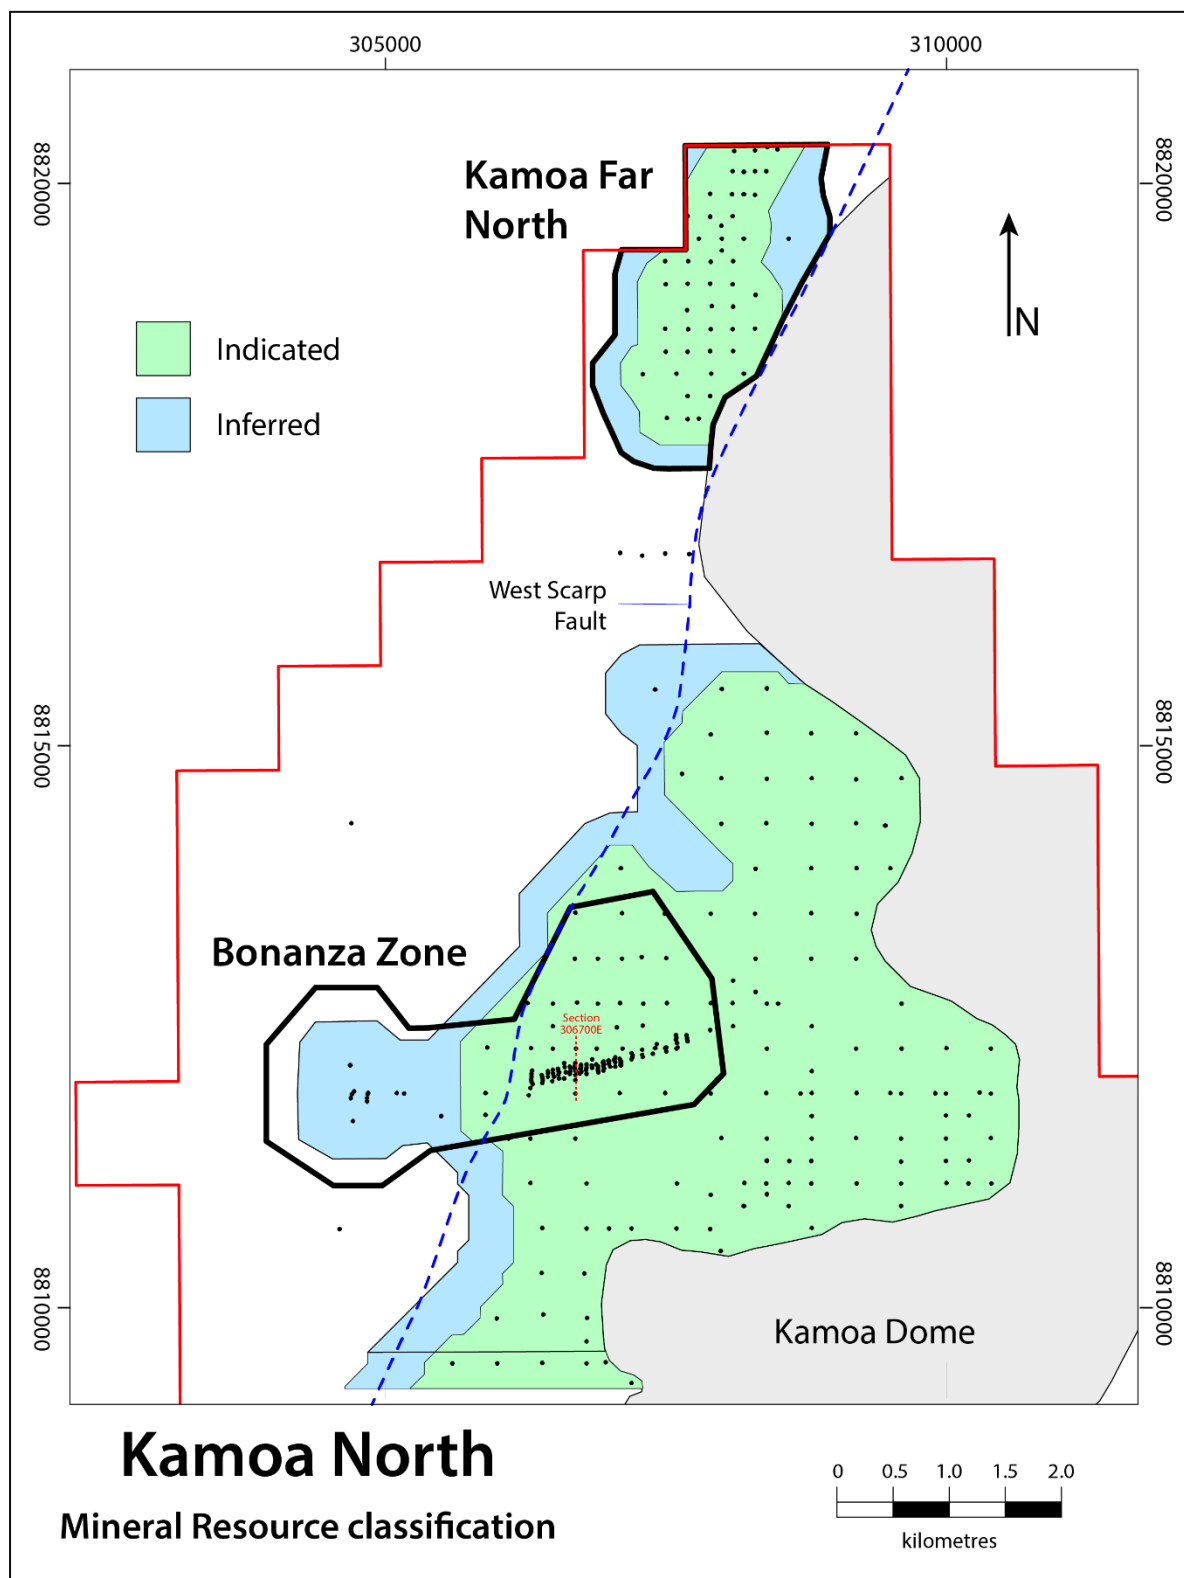 305000
310000
8820000
8820000
Kamoa Far
North
N
Indicated
Inferred
West Scarp
Fault
8815000
8815000
Bonanza Zone
Section
306700E
8810000
8810000
Kamoa Dome
Kamoa North
Mineral Resource classification
0 0.5 1.0 1.5 2.0
kilometres